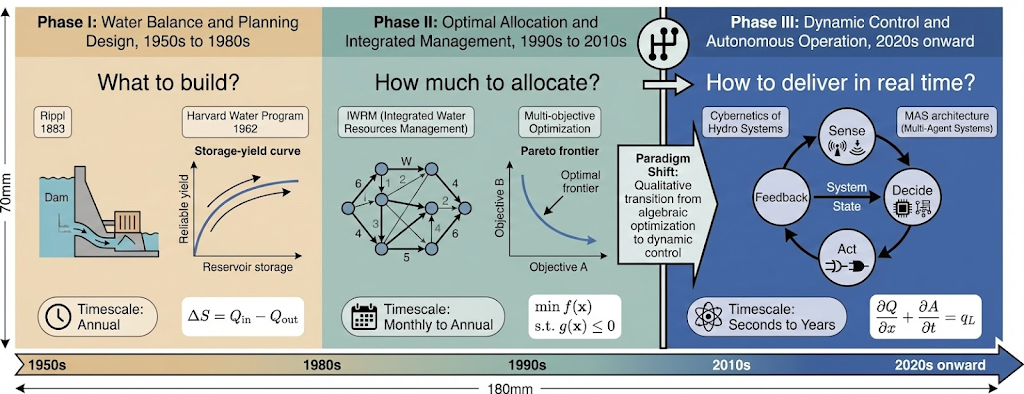 Phase I: Water Balance and Planning
Design, 1950s to 1980s
What to build?
Rippl
1883
Harvard Water Program
1962
Storage-yield curve
Dam
Reliable yield
Reservoir storage
Timescale:
Annual
ΔS = Q_in − Q_out
Phase II: Optimal Allocation and
Integrated Management, 1990s to 2010s
How much to allocate?
IWRM (Integrated Water
Resources Management)
Multi-objective
Optimization
W
6
1
2
4
3
2
6
4
4
6
5
Pareto frontier
Optimal
frontier
Objective B
Objective A
Timescale:
Monthly to Annual
min f(x)
s.t. g(x) ≤ 0
Paradigm
Shift:
Qualitative
transition from
algebraic
optimization
to dynamic
control
Phase III: Dynamic Control and
Autonomous Operation, 2020s onward
How to deliver in real time?
Cybernetics of
Hydro Systems
MAS architecture
(Multi-Agent Systems)
Sense
Feedback
System
State
Decide
Act
Timescale:
Seconds to Years
∂Q/∂x + ∂A/∂t = q_L
1950s
1980s
1990s
2010s
2020s onward
70mm
180mm